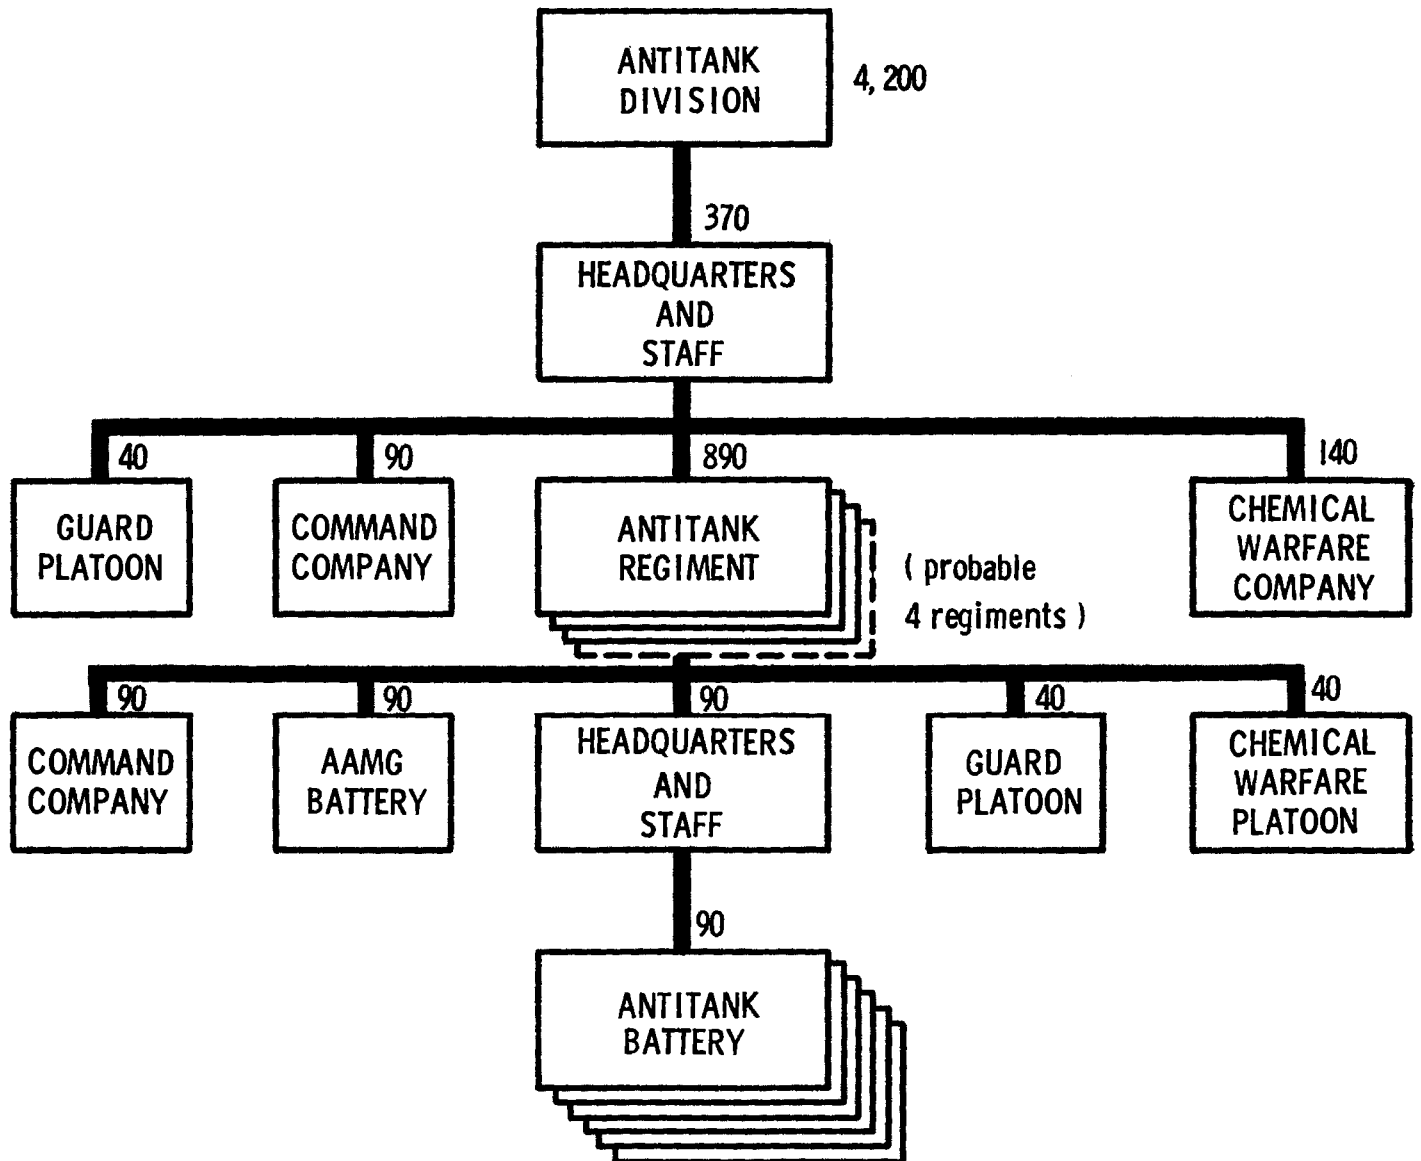 ANTITANK
DIVISION
4,200
370
HEADQUARTERS
AND
STAFF
40
GUARD
PLATOON
90
COMMAND
COMPANY
890
ANTITANK
REGIMENT
( probable
4 regiments )
140
CHEMICAL
WARFARE
COMPANY
90
COMMAND
COMPANY
90
AAMG
BATTERY
90
HEADQUARTERS
AND
STAFF
40
GUARD
PLATOON
40
CHEMICAL
WARFARE
PLATOON
90
ANTITANK
BATTERY